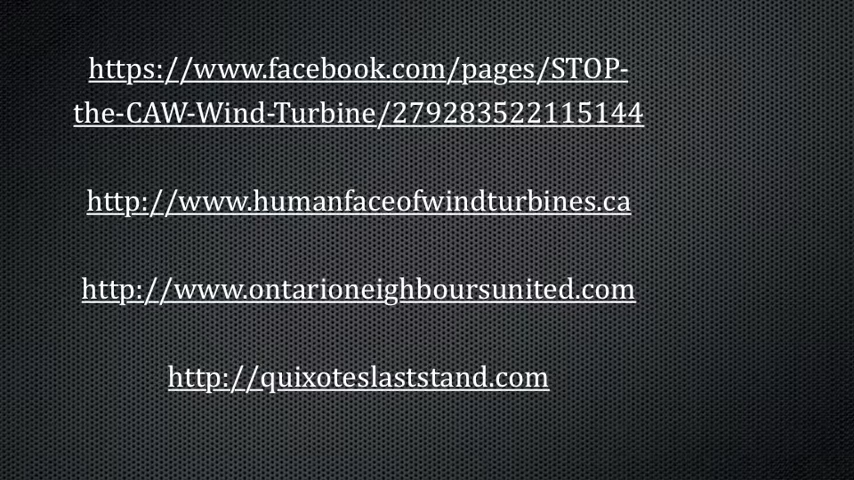 https://www.facebook.com/pages/STOP-
the-CAW-Wind-Turbine/279283522115144
http://www.humanfaceofwindturbines.ca
http://www.ontarioneighboursunited.com
http://quixoteslaststand.com